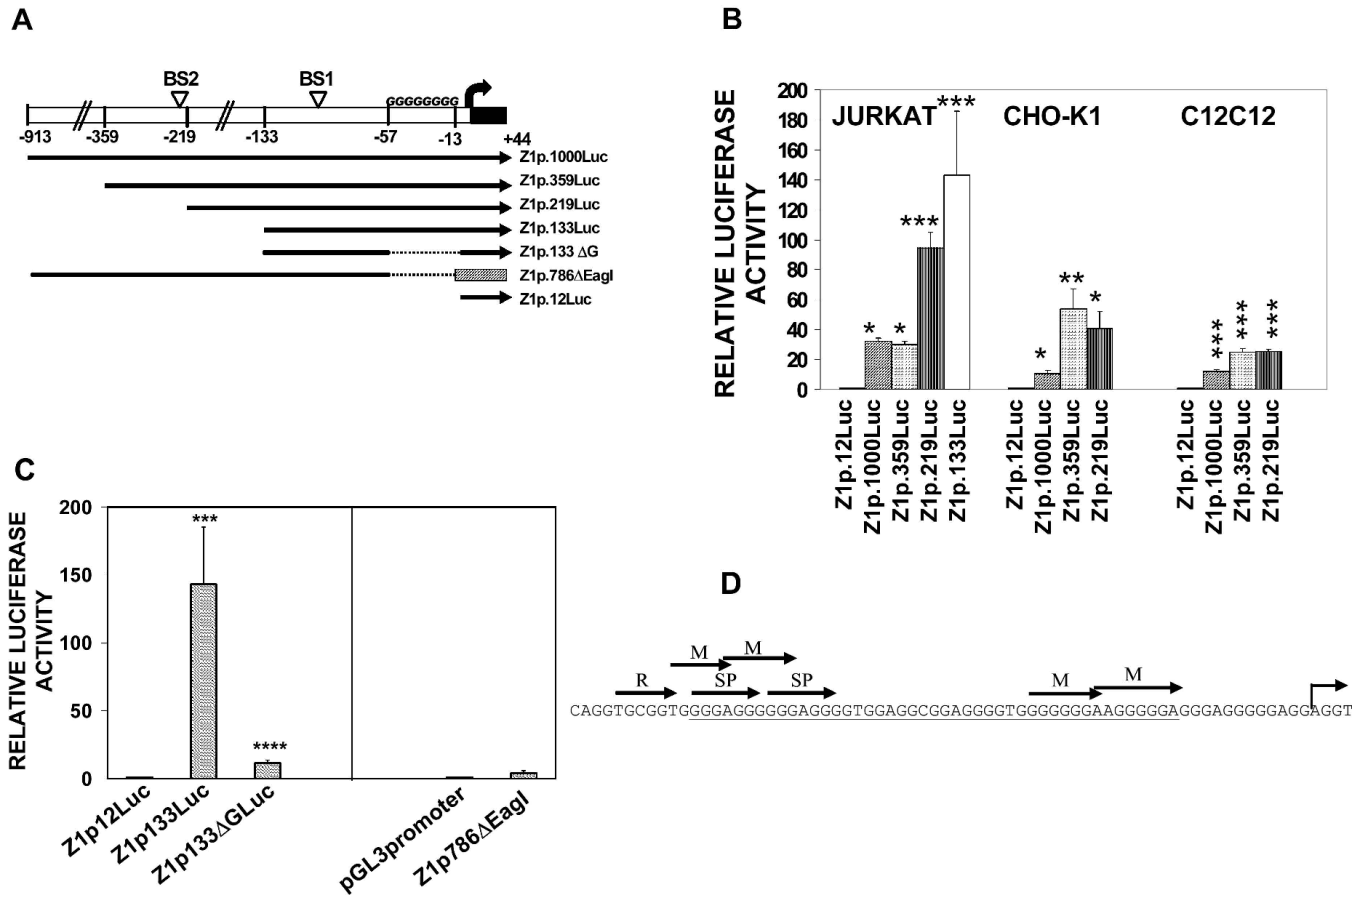 A
BS2
BS1
GGGGGGGG
-913
-359
-219
-133
-57
-13
+44
Z1p.1000Luc
Z1p.359Luc
Z1p.219Luc
Z1p.133Luc
Z1p.133 ΔG
Z1p.786ΔEagI
Z1p.12Luc
B
RELATIVE LUCIFERASE
ACTIVITY
200
180
160
140
120
100
80
60
40
20
0
JURKAT
CHO-K1
C12C12
* * *** ***
* ** *
*** *** ***
Z1p.12Luc
Z1p.1000Luc
Z1p.359Luc
Z1p.219Luc
Z1p.133Luc
Z1p.12Luc
Z1p.1000Luc
Z1p.359Luc
Z1p.219Luc
Z1p.12Luc
Z1p.1000Luc
Z1p.359Luc
Z1p.219Luc
C
RELATIVE LUCIFERASE
ACTIVITY
200
150
100
50
0
***
****
Z1p12Luc
Z1p133Luc
Z1p133ΔGLuc
pGL3promoter
Z1p786ΔEagI
D
M M
R SP SP M M
CAGGTGCGGTGGGGAGGGGGGAGGGGTGGAGGCGGAGGGGTGGGGGGGAAGGGGGAGGGAGGGGGAGGAGGT